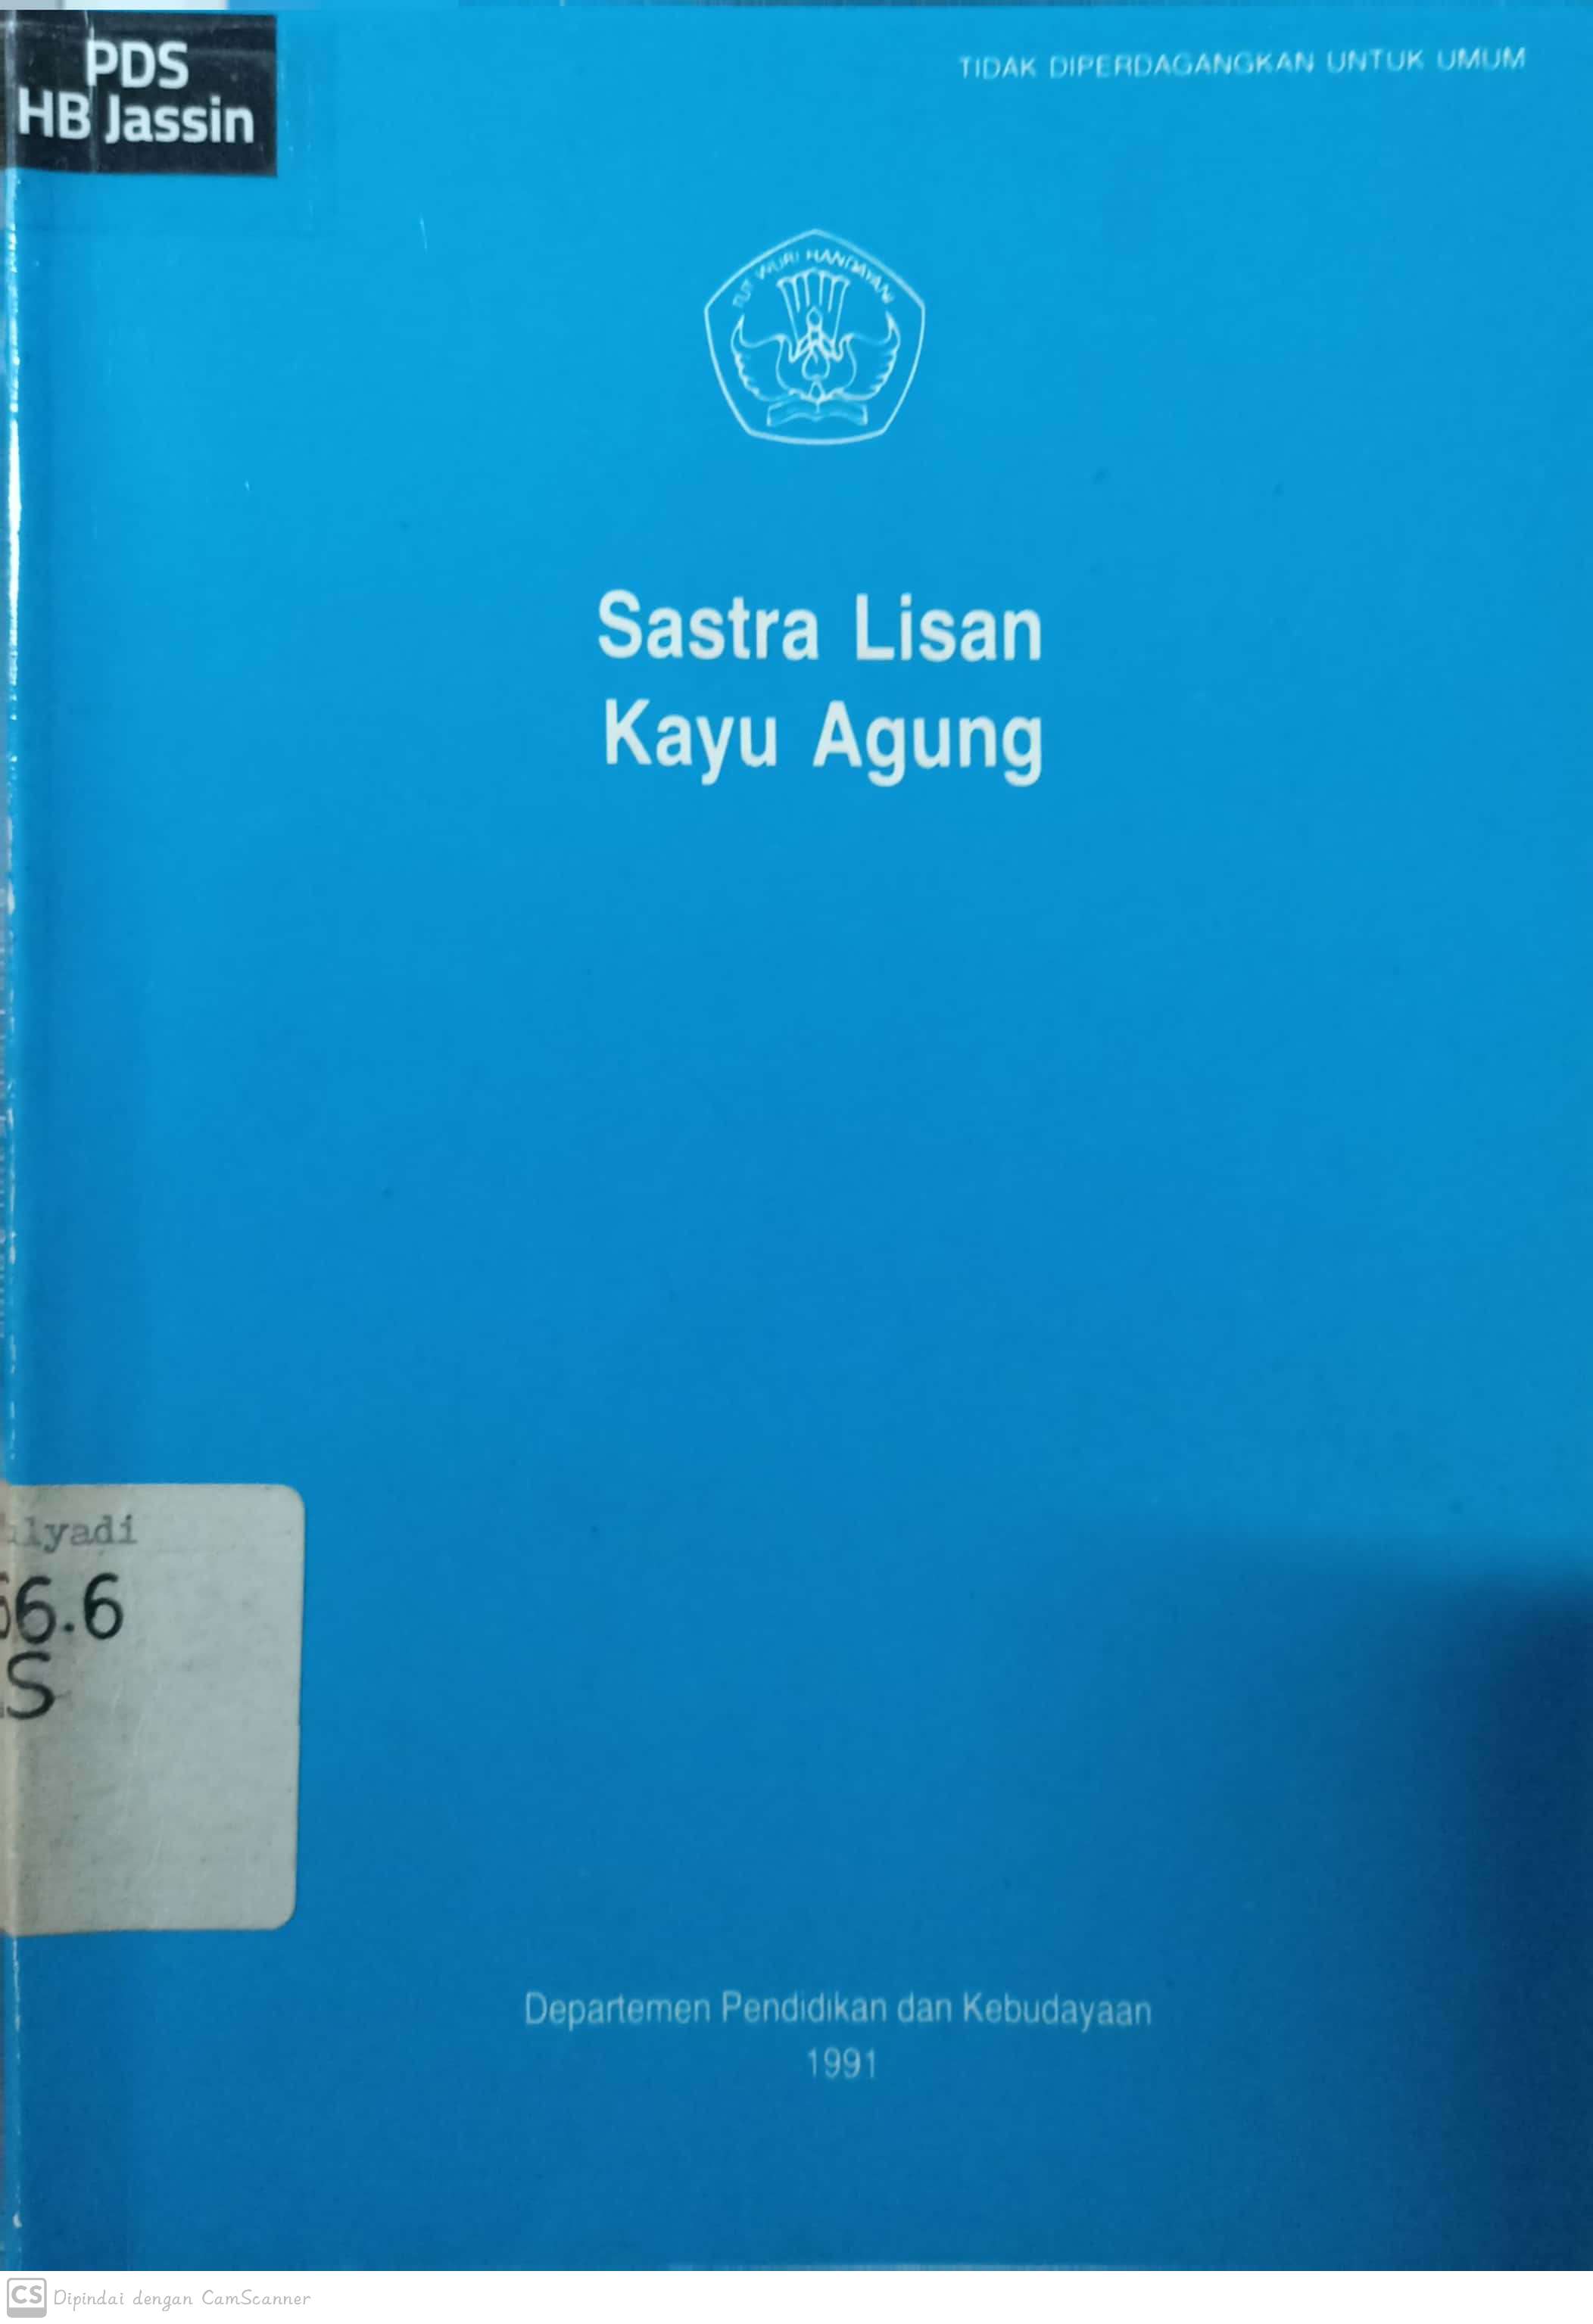 PDS
HB Jassin
TIDAK DIPERDAGANGKAN UNTUK UMUM
TUT WURI HANDAYANI
Sastra Lisan
Kayu Agung
lyadi
6.6
S
Departemen Pendidikan dan Kebudayaan
1991
CS Dipindai dengan CamScanner